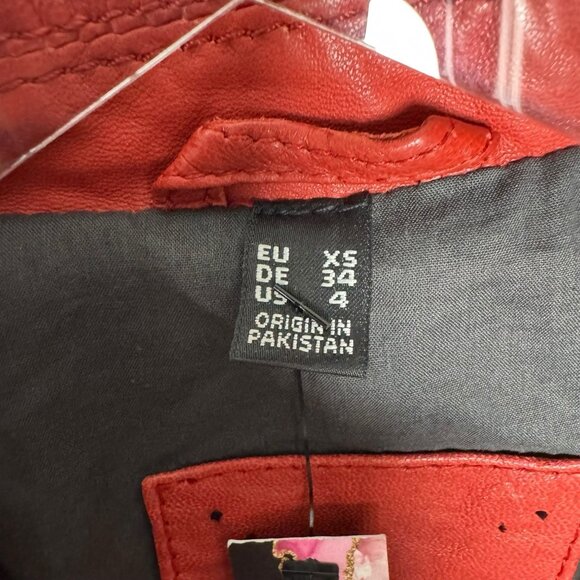 EU XS
DE 34
US 4
ORIGIN IN
PAKISTAN